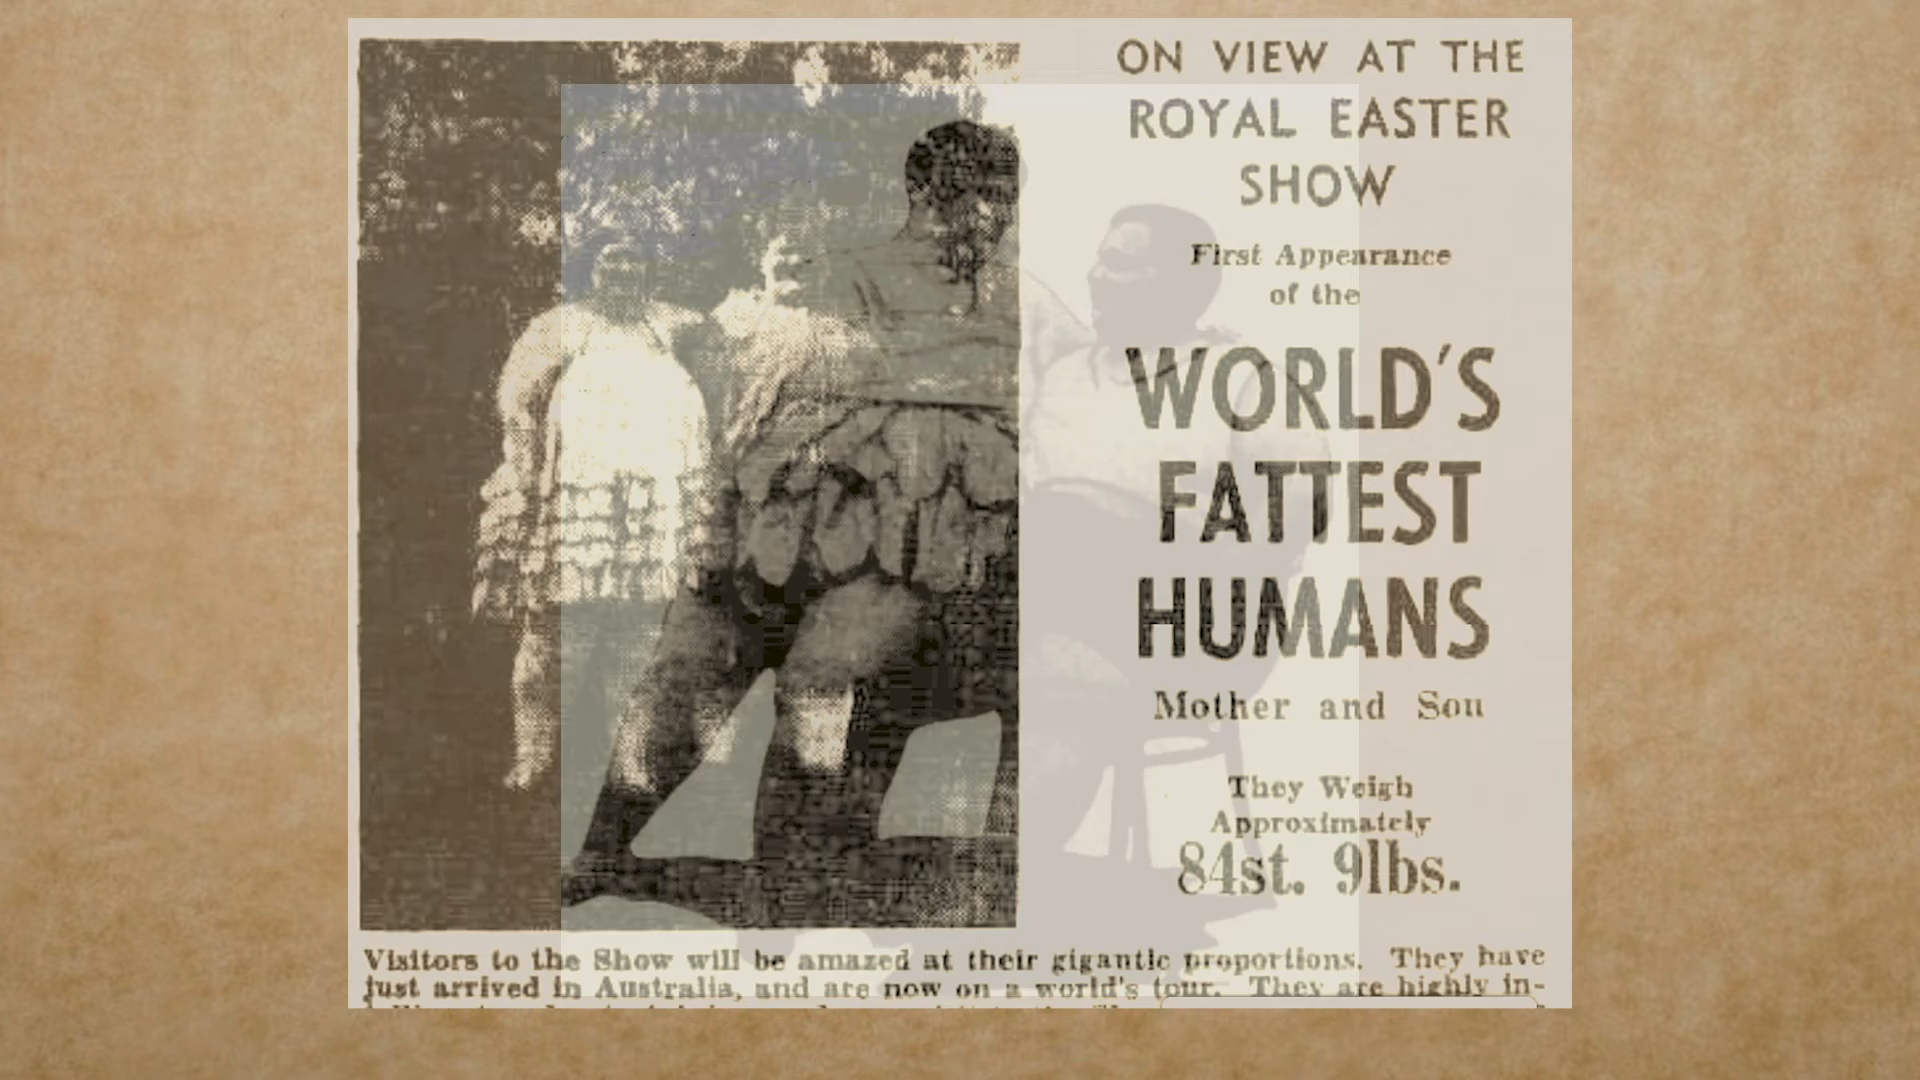 ON VIEW AT THE
ROYAL EASTER
SHOW
First Appearance
of the
WORLD'S
FATTEST
HUMANS
Mother and Son
They Weigh
Approximately
84st. 9lbs.
Visitors to the Show will be amazed at their gigantic proportions. They have
just arrived in Australia, and are now on a world's tour. They are highly in-